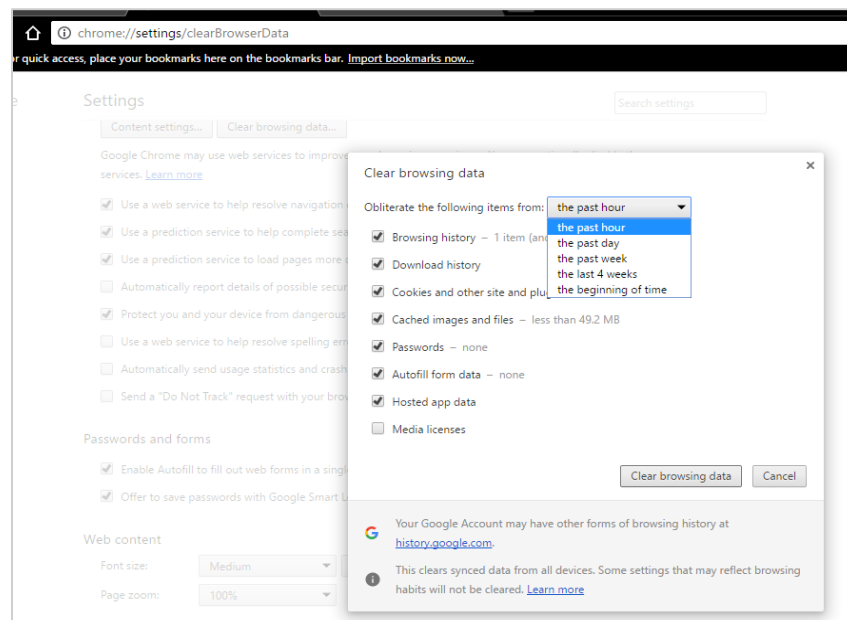 chrome://settings/clearBrowserData
r quick access, place your bookmarks here on the bookmarks bar. Import bookmarks now...
Settings
Search settings
Content settings...
Clear browsing data...
Google Chrome may use web services to improve
services. Learn more
Use a web service to help resolve navigation
Use a prediction service to help complete sea
Use a prediction service to load pages more
Automatically report details of possible secur
Protect you and your device from dangerous
Use a web service to help resolve spelling err
Automatically send usage statistics and crash
Send a "Do Not Track" request with your brow
Passwords and forms
Enable Autofill to fill out web forms in a singl
Offer to save passwords with Google Smart L
Web content
Font size:
Medium
Page zoom:
100%
Clear browsing data
Obliterate the following items from: the past hour
the past hour
the past day
the past week
the last 4 weeks
the beginning of time
Browsing history – 1 item (and
Download history
Cookies and other site and plug
Cached images and files – less than 49.2 MB
Passwords – none
Autofill form data – none
Hosted app data
Media licenses
Clear browsing data
Cancel
Your Google Account may have other forms of browsing history at
history.google.com.
This clears synced data from all devices. Some settings that may reflect browsing
habits will not be cleared. Learn more